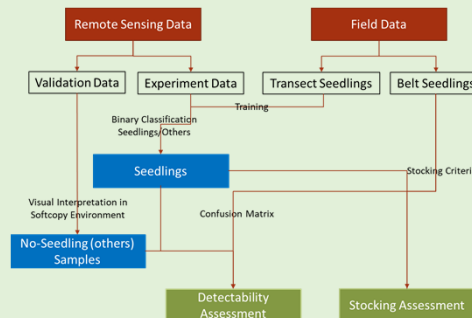 Remote Sensing Data
Field Data
Validation Data
Experiment Data
Transect Seedlings
Belt Seedlings
Training
Binary Classification
Seedlings/Others
Seedlings
Stocking Criteri
Visual Interpretation in
Softcopy Environment
Confusion Matrix
No-Seedling (others)
Samples
Detectability
Assessment
Stocking Assessment